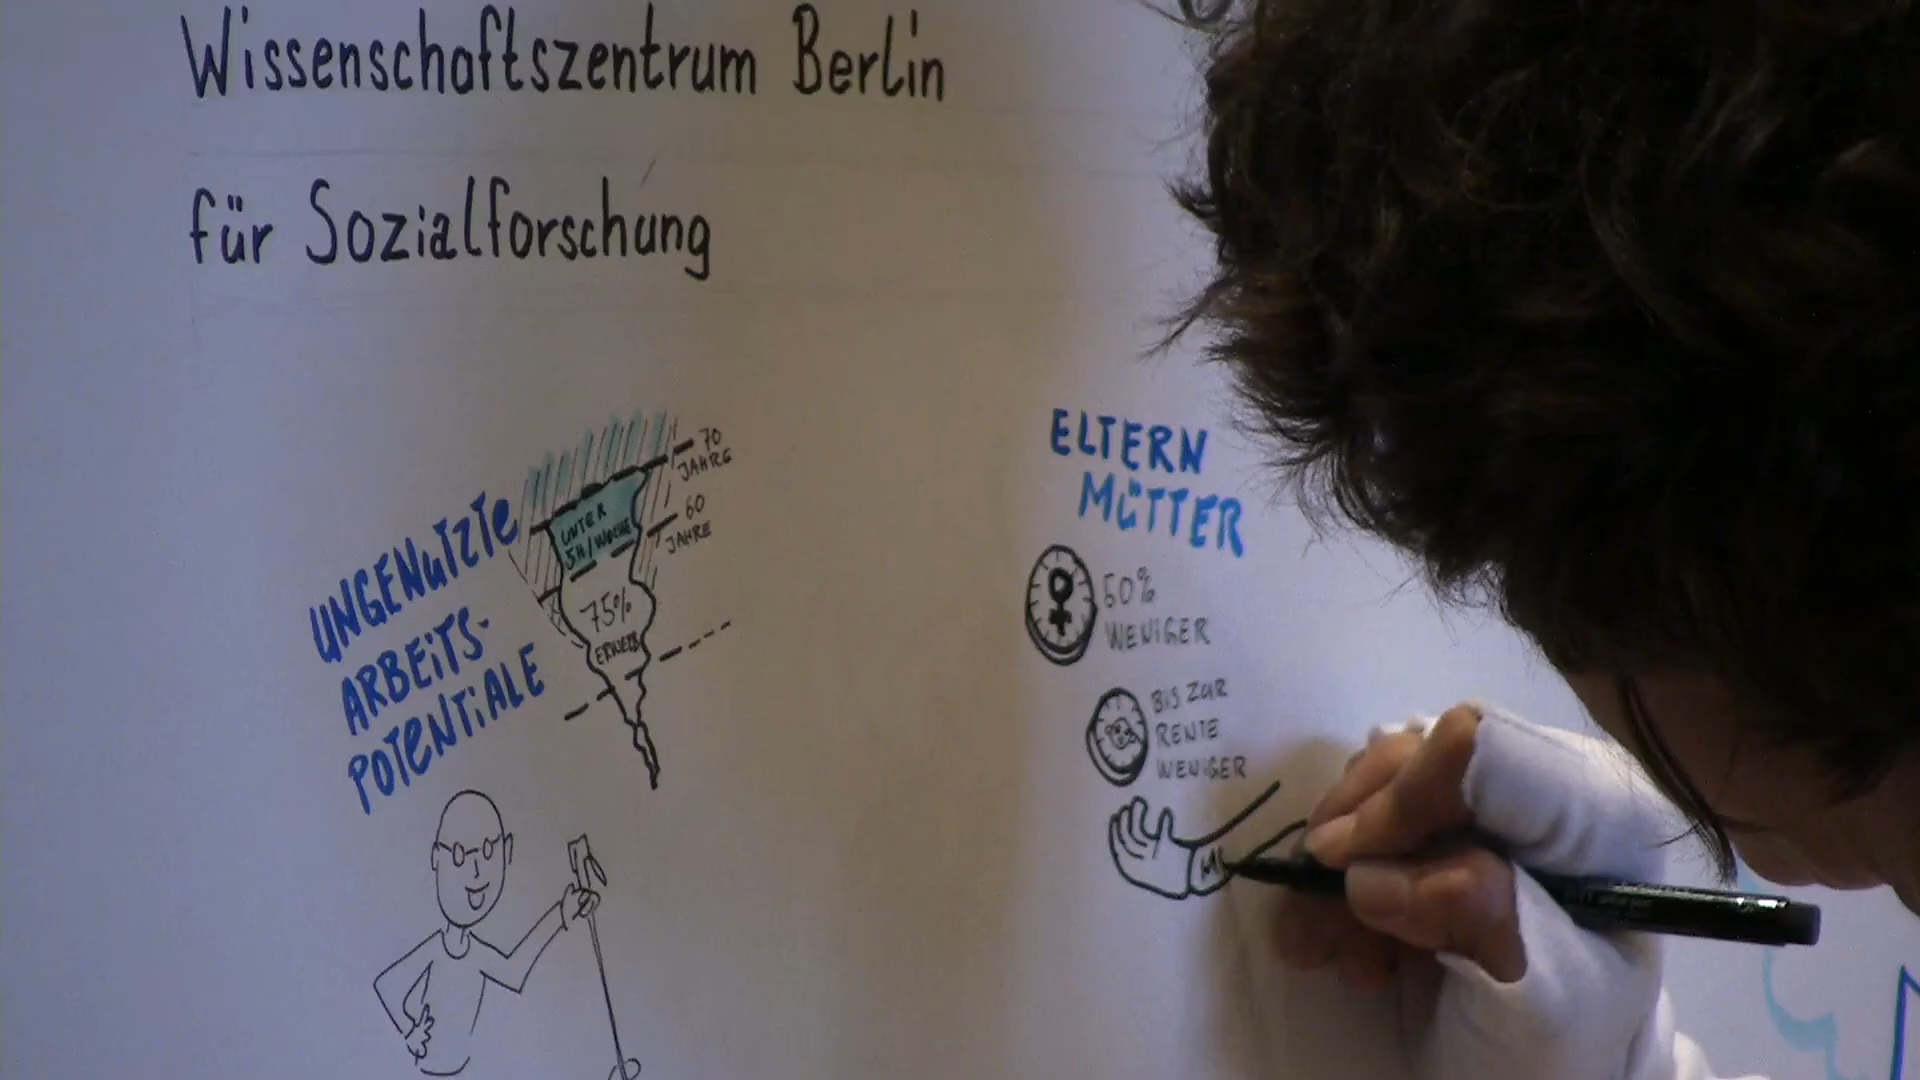 Wissenschaftszentrum Berlin
für Sozialforschung
UNGENUTZTE
ARBEITS-
POTENTIALE
70
JAHRE
60
JAHRE
UNTER
5H/WOCHE
75%
ERWERB
ELTERN
MÜTTER
60%
WENIGER
BIS ZUR
RENTE
WENIGER